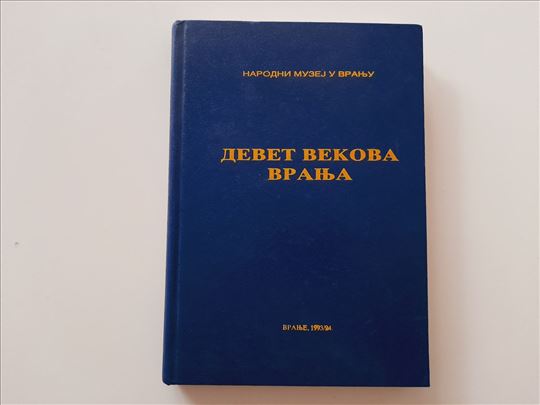 НАРОДНИ МУЗЕЈ У ВРАЊУ
ДЕВЕТ ВЕКОВА
ВРАЊА
ВРАЊЕ, 1993/94.